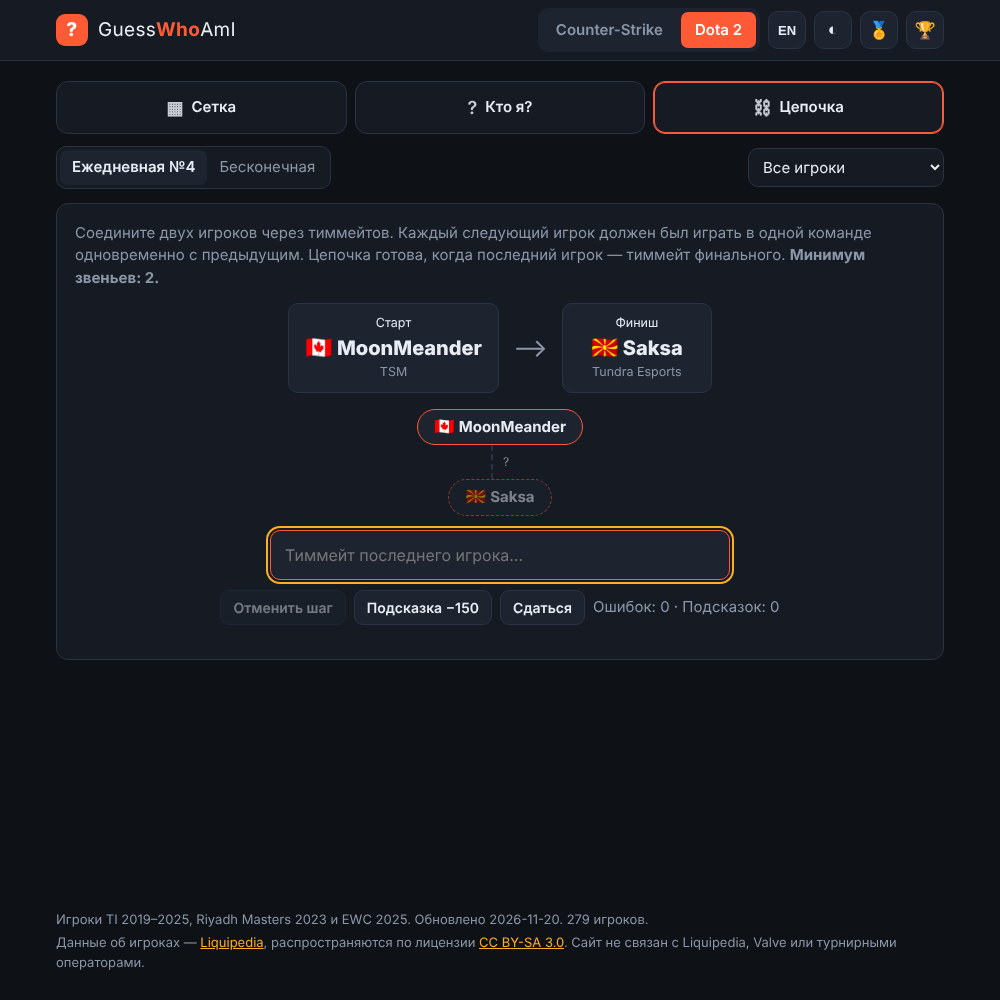 ? GuessWhoAmI
Counter-Strike
Dota 2
EN
Сетка
? Кто я?
Цепочка
Ежедневная №4
Бесконечная
Все игроки
Соедините двух игроков через тиммейтов. Каждый следующий игрок должен был играть в одной команде
одновременно с предыдущим. Цепочка готова, когда последний игрок — тиммейт финального. Минимум
звеньев: 2.
Старт
MoonMeander
TSM
Финиш
Saksa
Tundra Esports
MoonMeander
?
Saksa
Тиммейт последнего игрока...
Отменить шаг
Подсказка −150
Сдаться
Ошибок: 0 · Подсказок: 0
Игроки TI 2019–2025, Riyadh Masters 2023 и EWC 2025. Обновлено 2026-11-20. 279 игроков.
Данные об игроках — Liquipedia, распространяются по лицензии CC BY-SA 3.0. Сайт не связан с Liquipedia, Valve или турнирными
операторами.